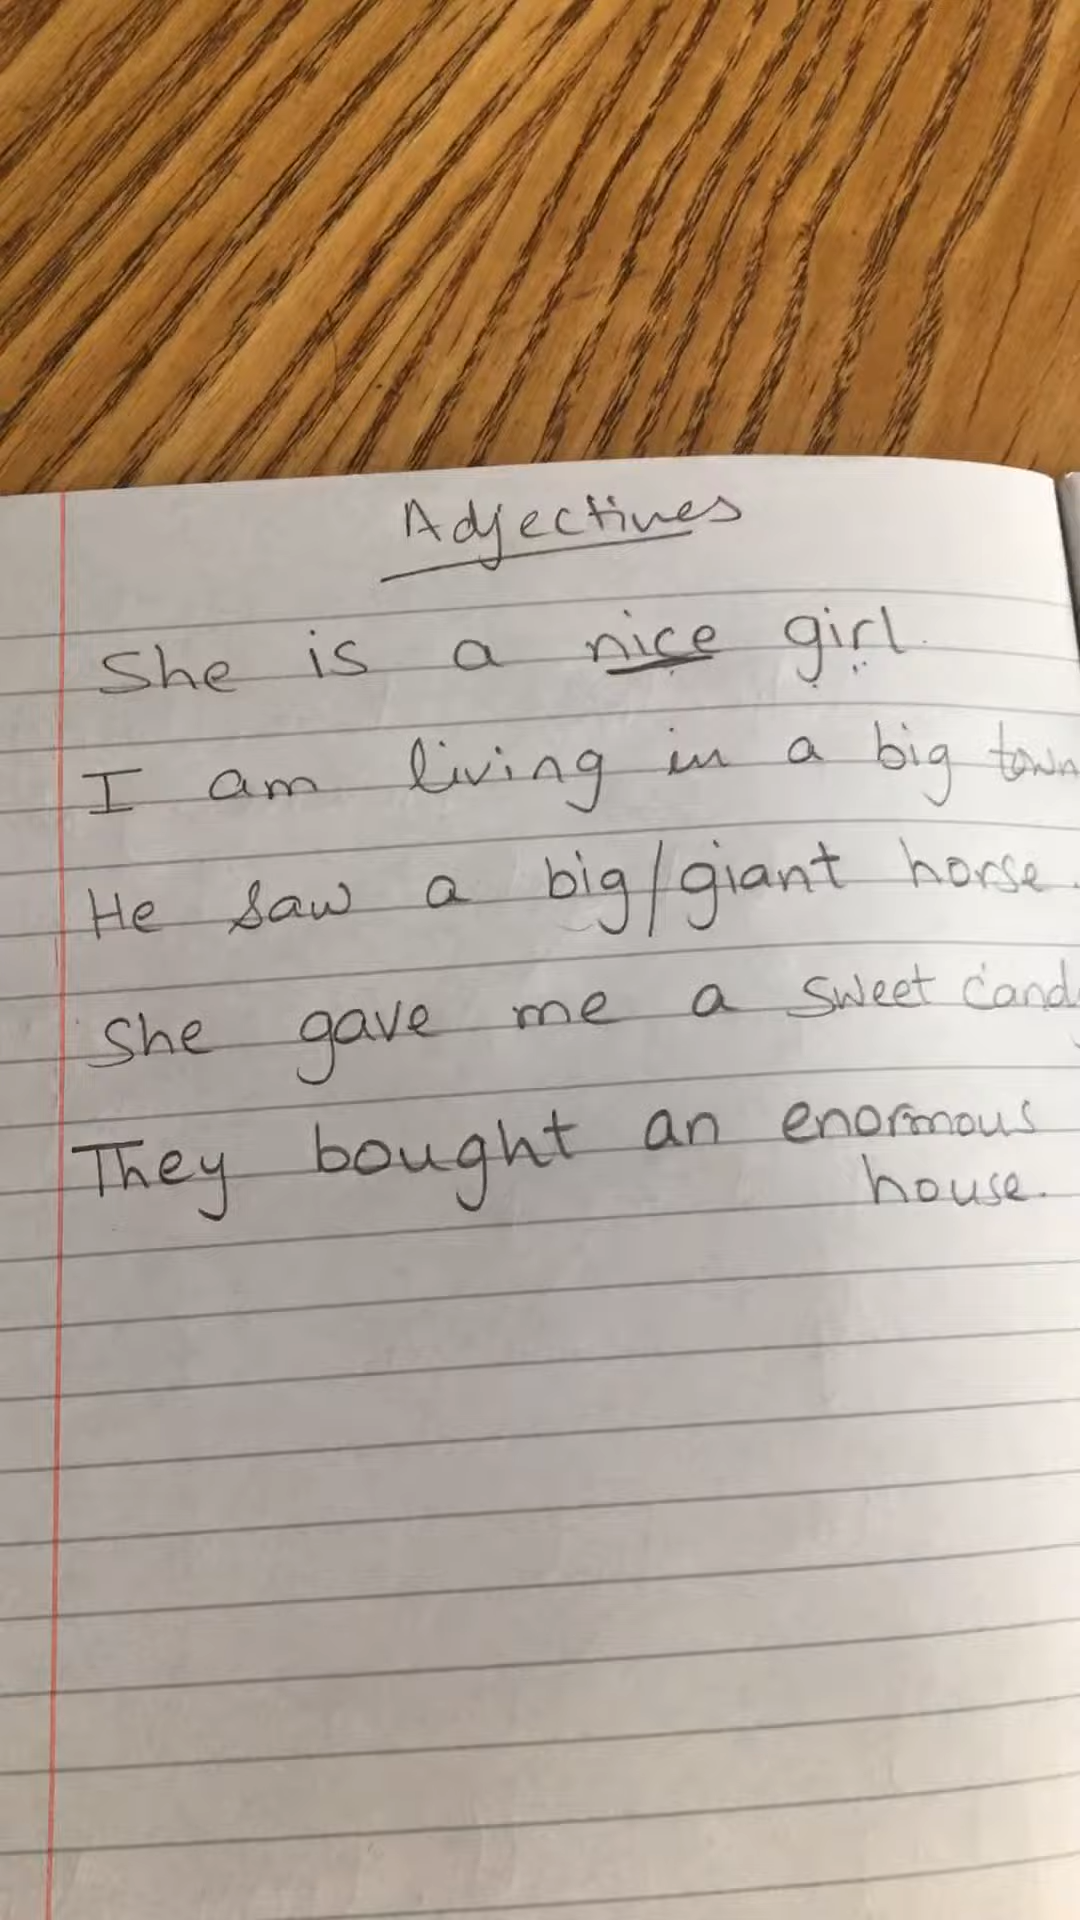 Adjectives
She is a nice girl.
I am living in a big town
He saw a big/giant horse.
She gave me a sweet candy
They bought an enormous
house.